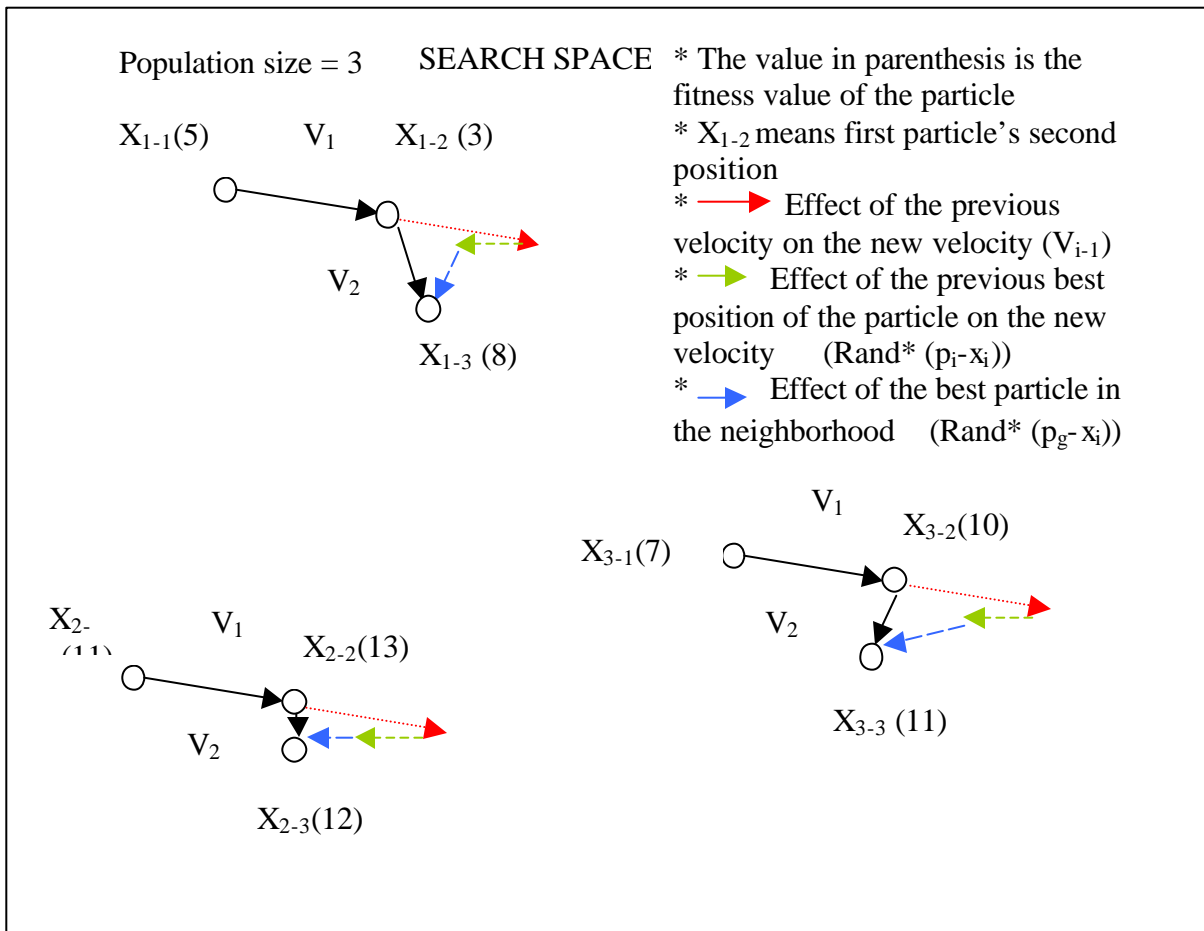 Population size = 3
SEARCH SPACE
* The value in parenthesis is the
fitness value of the particle
* X1-2 means first particle’s second
position
* Effect of the previous
velocity on the new velocity (Vi-1)
* Effect of the previous best
position of the particle on the new
velocity (Rand* (pi-xi))
* Effect of the best particle in
the neighborhood (Rand* (pg-xi))
X1-1(5)
V1
X1-2 (3)
V2
X1-3 (8)
V1
X3-2(10)
X3-1(7)
V2
X3-3 (11)
X2-
V1
X2-2(13)
V2
X2-3(12)